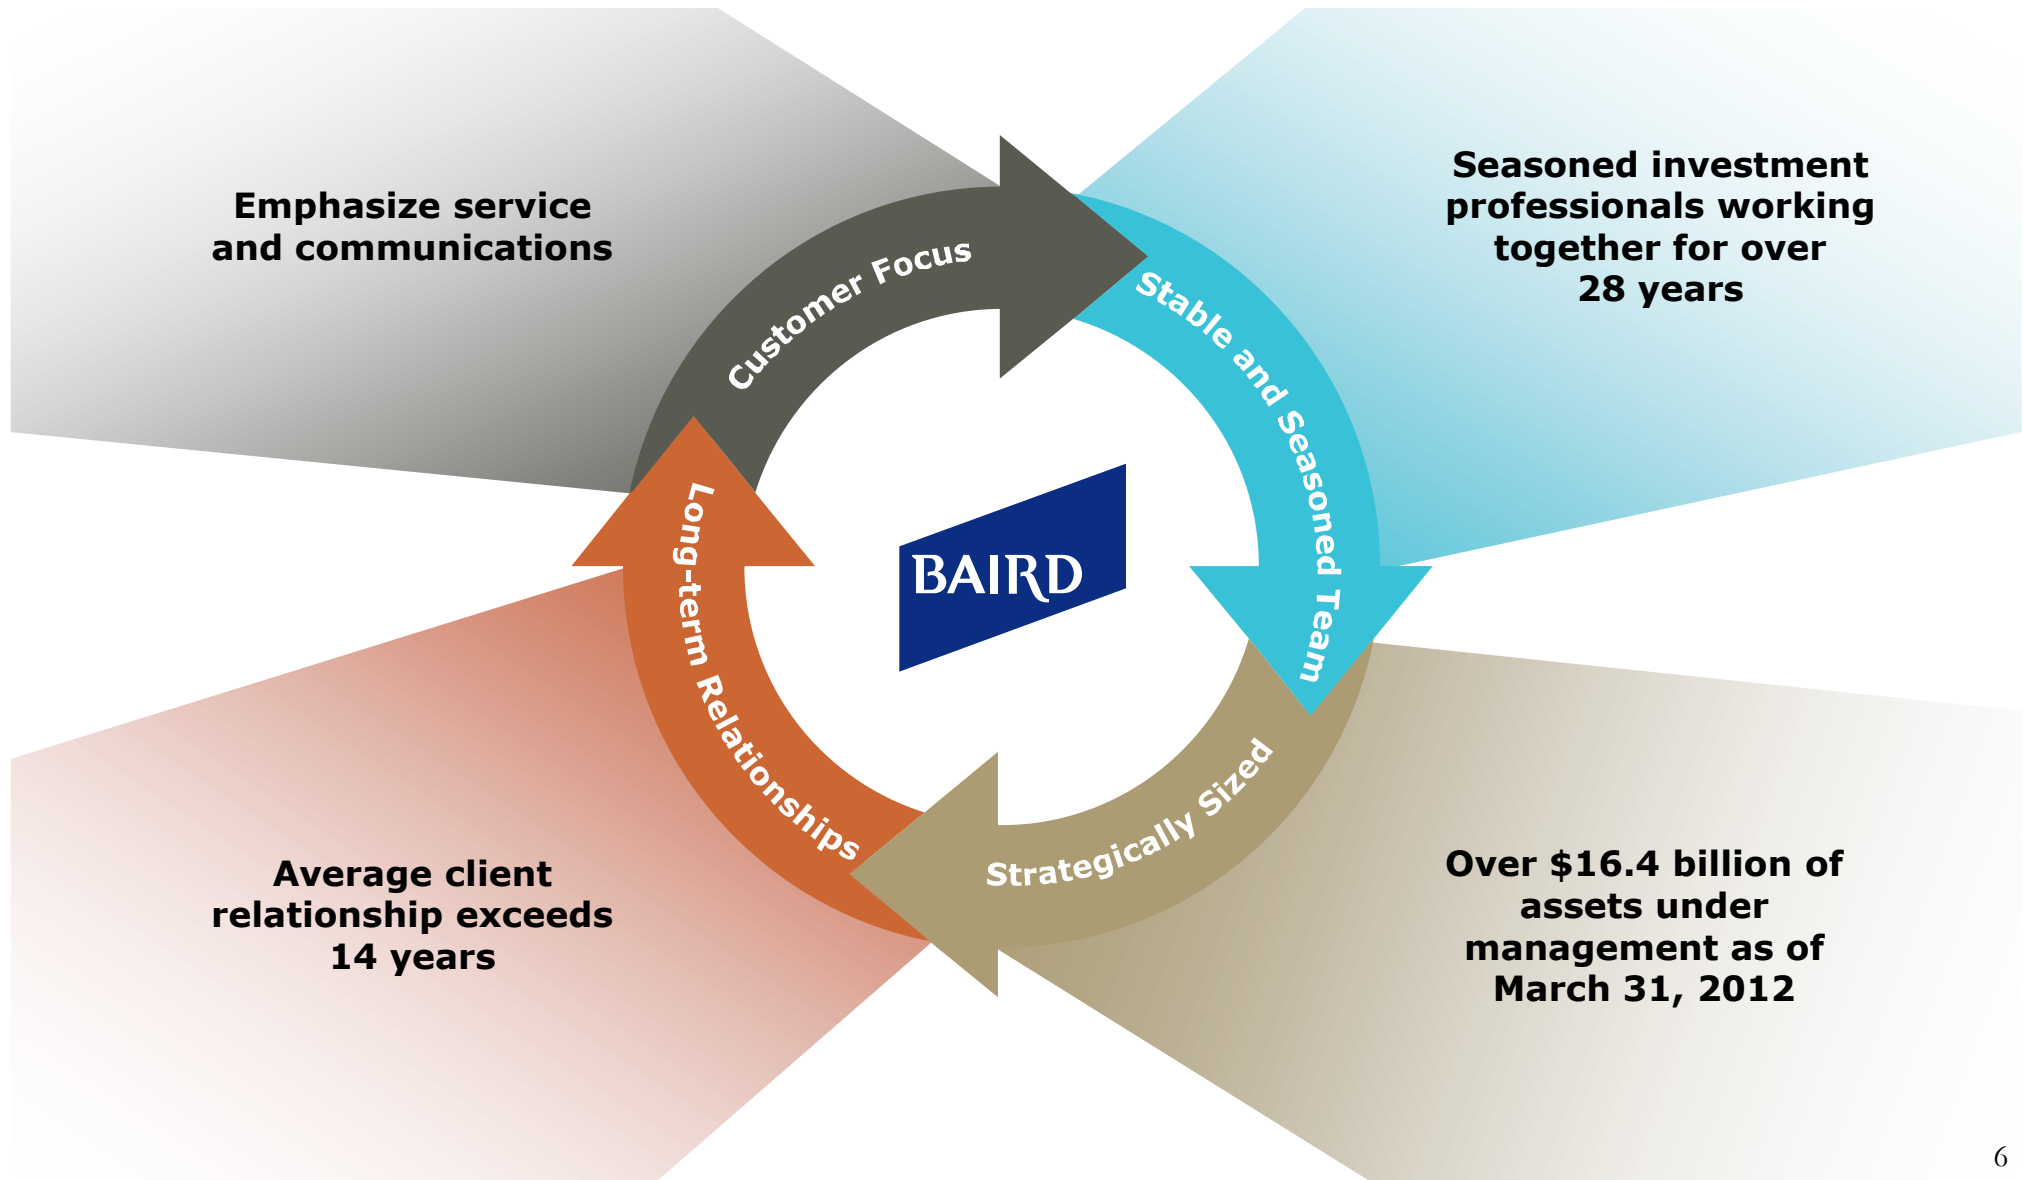 Emphasize service
and communications
Seasoned investment
professionals working
together for over
28 years
Customer Focus
Stable and Seasoned Team
Long-term Relationships
Strategically Sized
BAIRD
Average client
relationship exceeds
14 years
Over $16.4 billion of
assets under
management as of
March 31, 2012
6